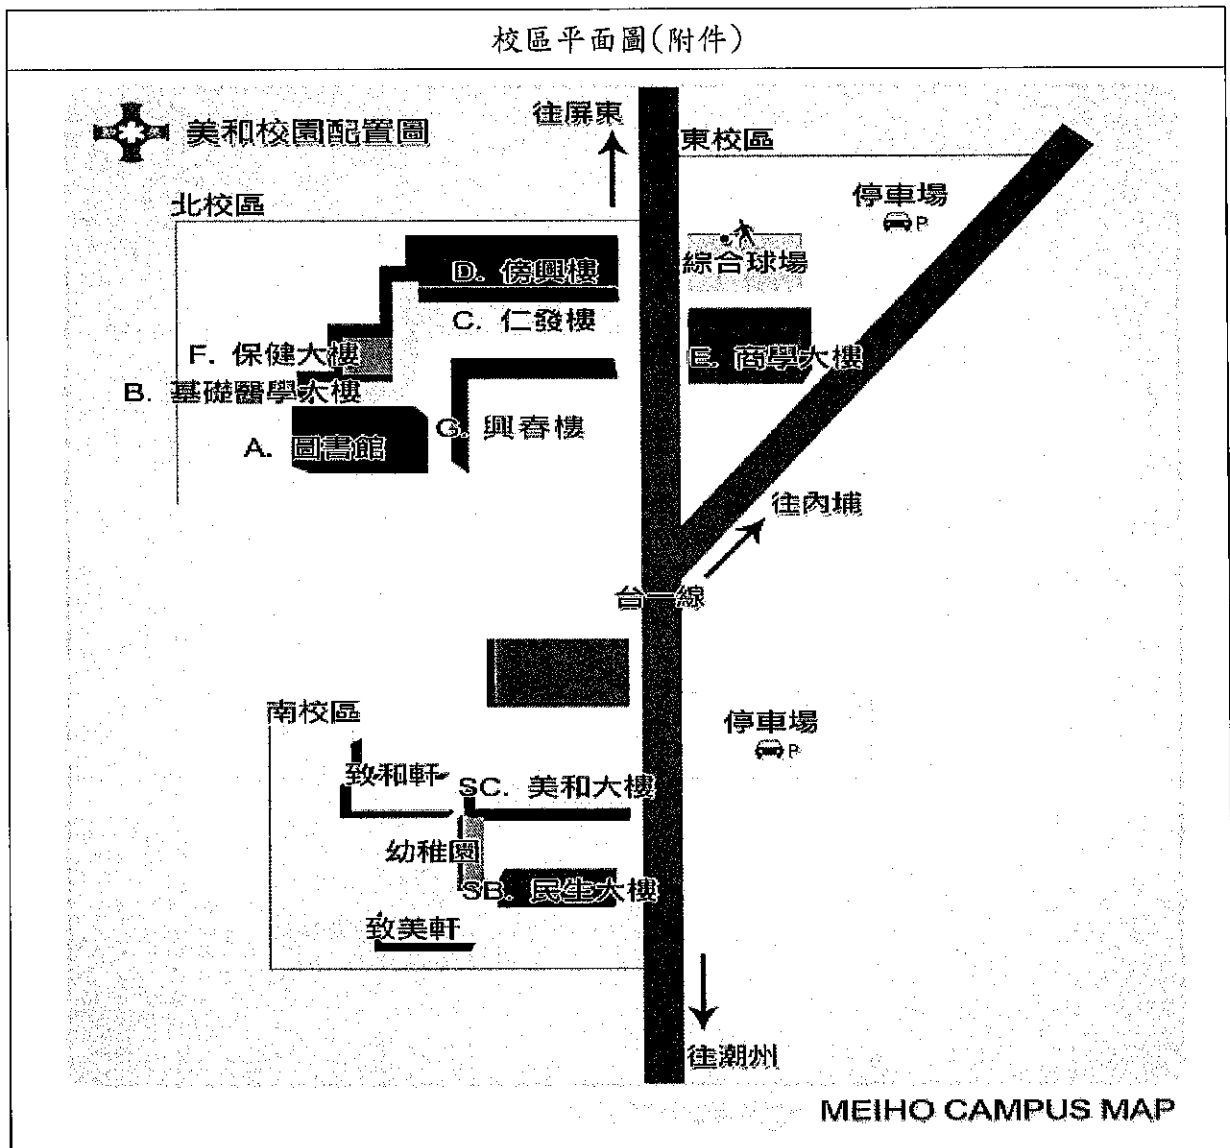 校區平面圖(附件)
美和校園配置圖
往屏東
東校區
停車場
P
北校區
綜合球場
D. 傍興樓
C. 仁發樓
F. 保健大樓
E. 商學大樓
B. 基礎醫學大樓
G. 興春樓
A. 圖書館
往內埔
台一線
南校區
停車場
P
致和軒
SC. 美和大樓
幼稚園
SB. 民生大樓
致美軒
往潮州
MEIHO CAMPUS MAP